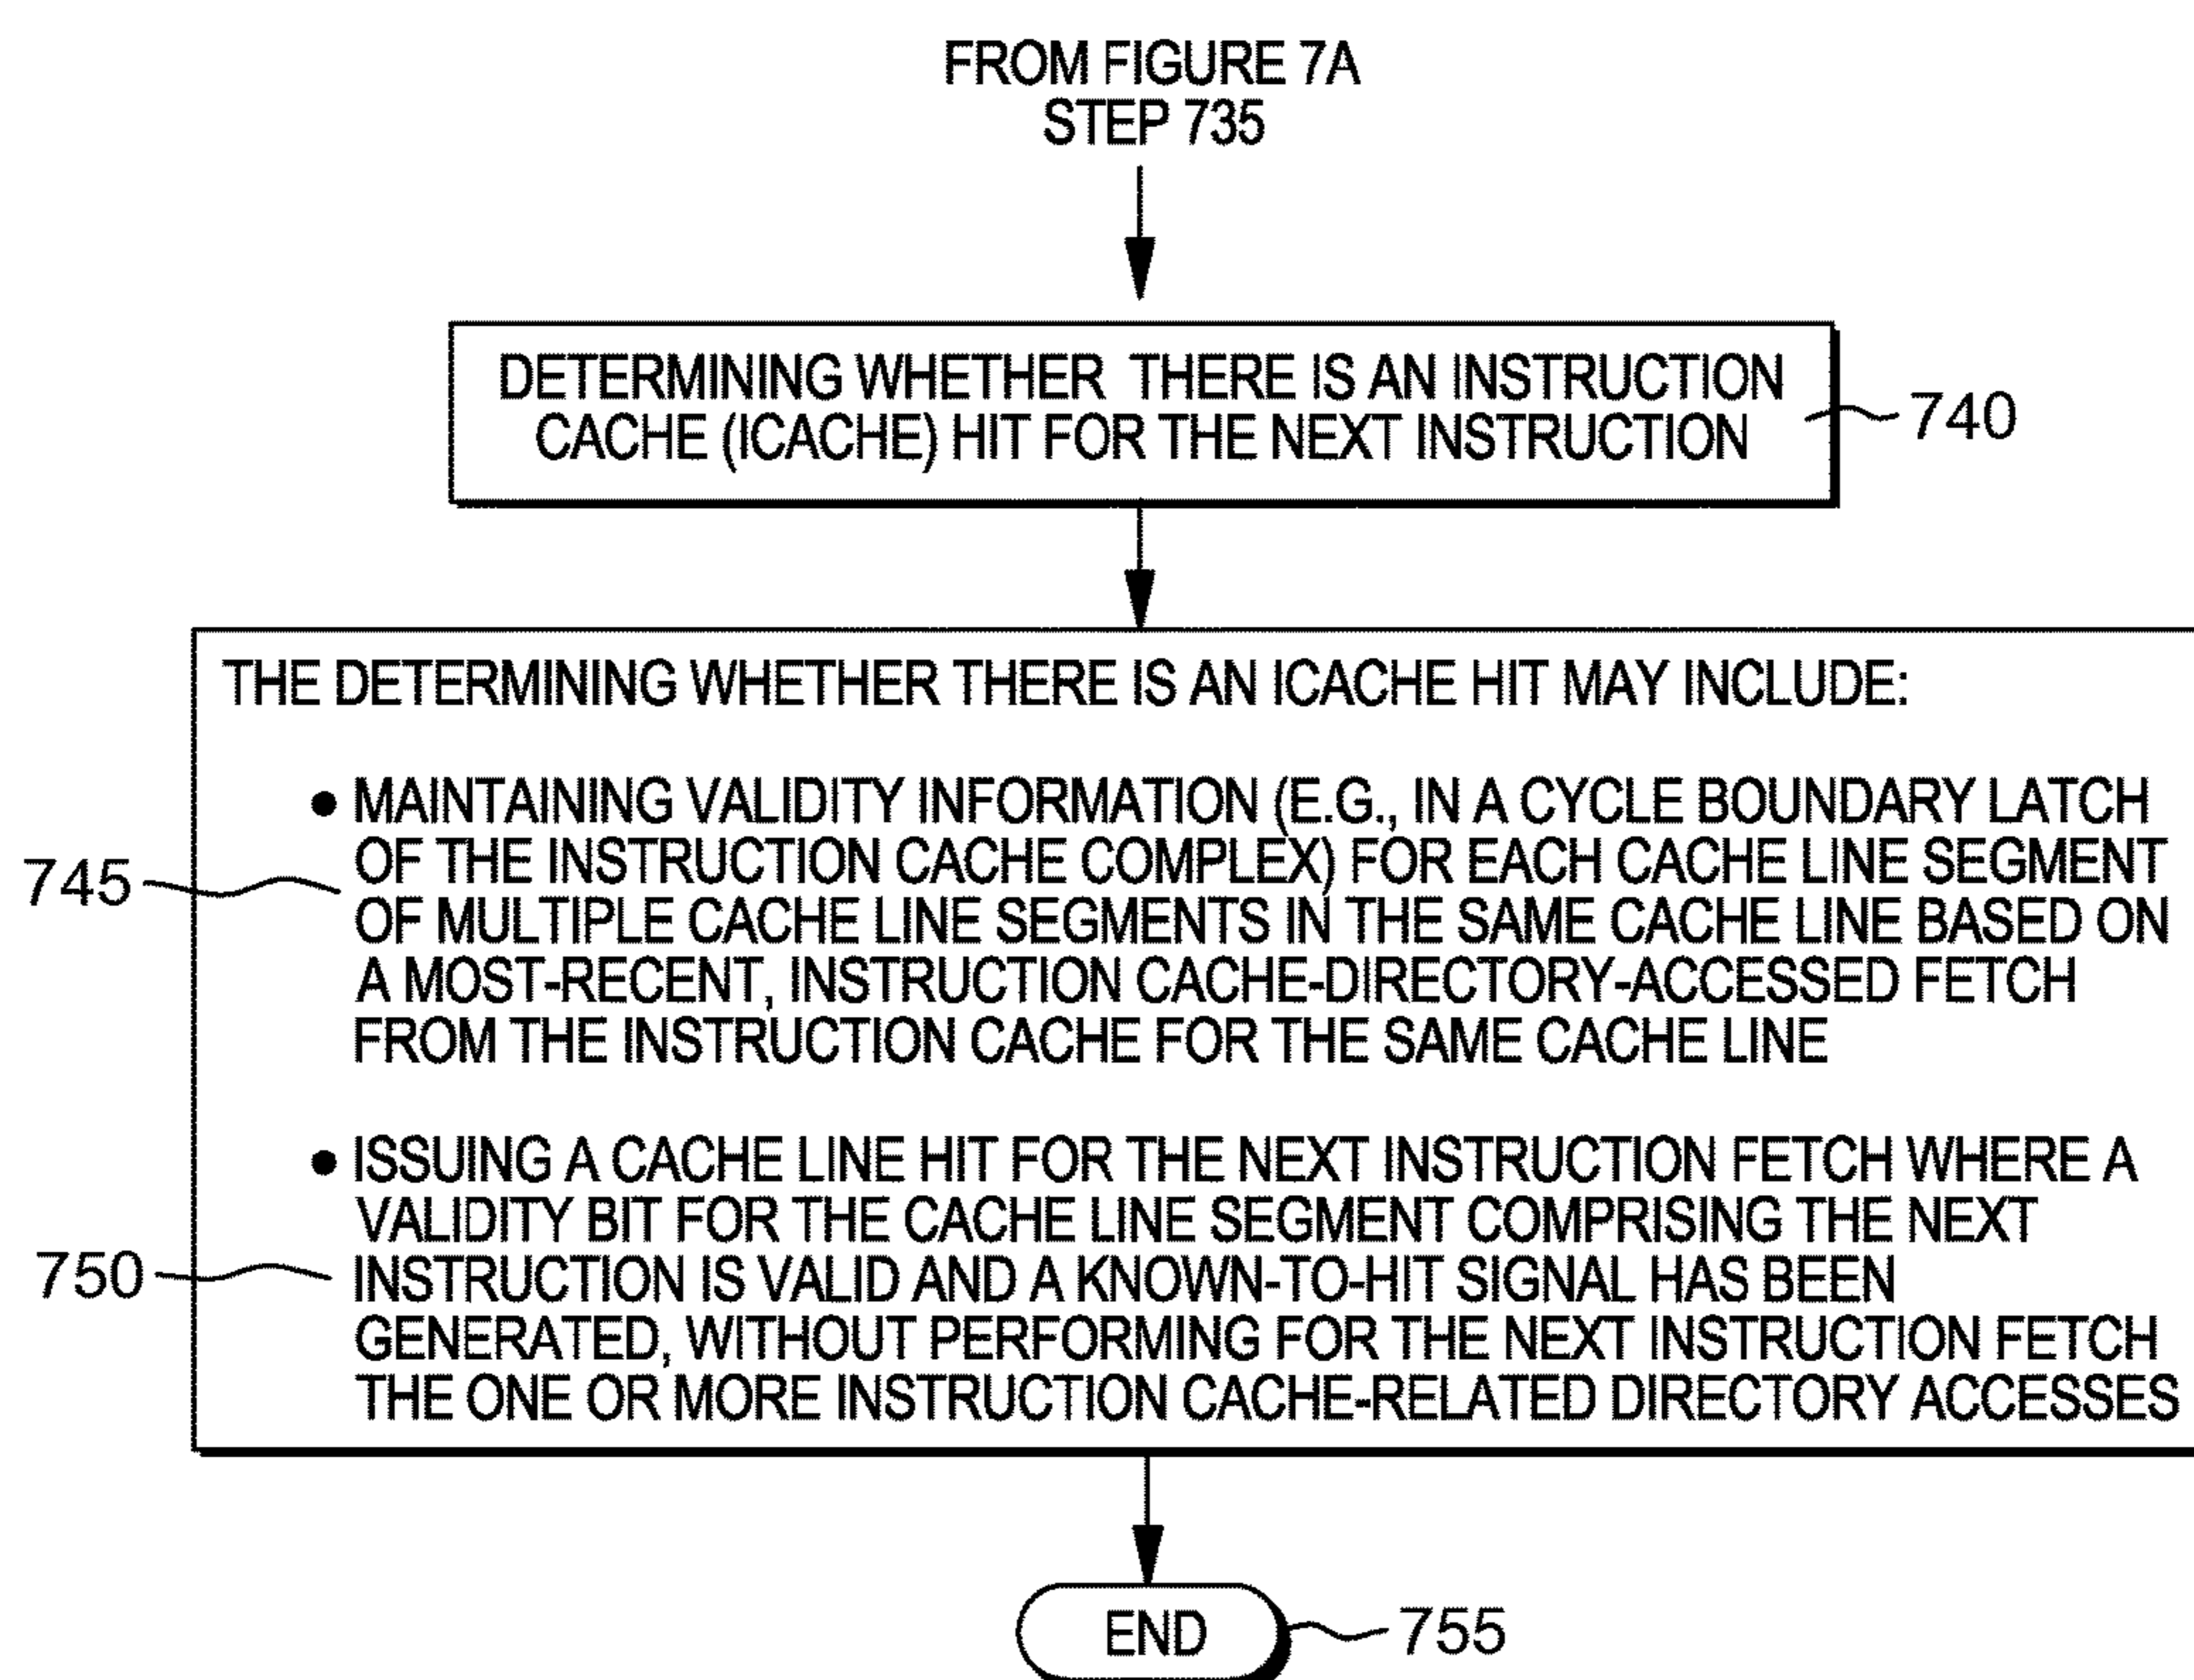 FROM FIGURE 7A
STEP 735
DETERMINING WHETHER THERE IS AN INSTRUCTION
CACHE (ICACHE) HIT FOR THE NEXT INSTRUCTION
740
THE DETERMINING WHETHER THERE IS AN ICACHE HIT MAY INCLUDE:
● MAINTAINING VALIDITY INFORMATION (E.G., IN A CYCLE BOUNDARY LATCH
OF THE INSTRUCTION CACHE COMPLEX) FOR EACH CACHE LINE SEGMENT
745
OF MULTIPLE CACHE LINE SEGMENTS IN THE SAME CACHE LINE BASED ON
A MOST-RECENT, INSTRUCTION CACHE-DIRECTORY-ACCESSED FETCH
FROM THE INSTRUCTION CACHE FOR THE SAME CACHE LINE
● ISSUING A CACHE LINE HIT FOR THE NEXT INSTRUCTION FETCH WHERE A
VALIDITY BIT FOR THE CACHE LINE SEGMENT COMPRISING THE NEXT
750
INSTRUCTION IS VALID AND A KNOWN-TO-HIT SIGNAL HAS BEEN
GENERATED, WITHOUT PERFORMING FOR THE NEXT INSTRUCTION FETCH
THE ONE OR MORE INSTRUCTION CACHE-RELATED DIRECTORY ACCESSES
END
755